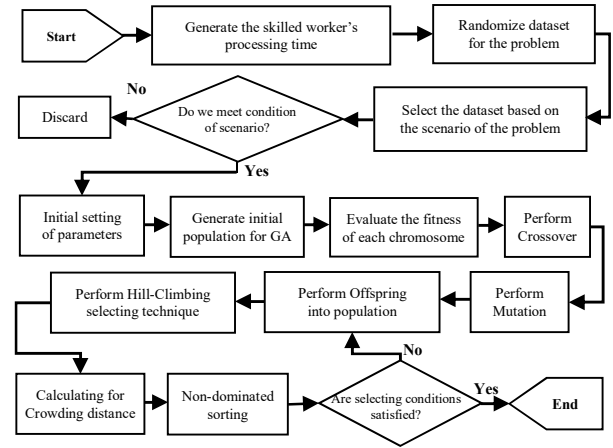 Start
Generate the skilled worker's
processing time
Randomize dataset
for the problem
No
Discard
Do we meet condition
of scenario?
Select the dataset based on
the scenario of the problem
Yes
Initial setting
of parameters
Generate initial
population for GA
Evaluate the fitness
of each chromosome
Perform
Crossover
Perform Hill-Climbing
selecting technique
Perform Offspring
into population
Perform
Mutation
No
Calculating for
Crowding distance
Non-dominated
sorting
Are selecting conditions
satisfied?
Yes
End